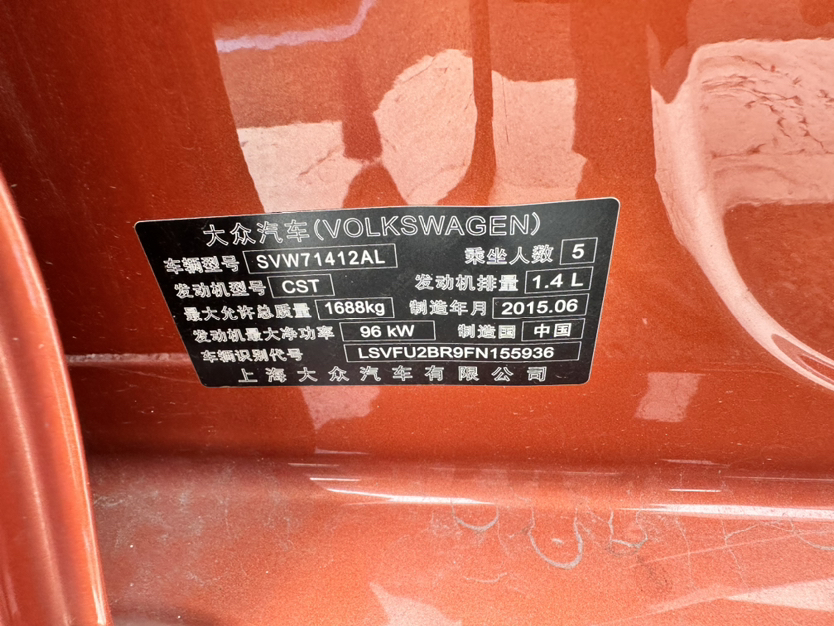 大众汽车(VOLKSWAGEN)
车辆型号 SVW71412AL 乘坐人数 5
发动机型号 CST 发动机排量 1.4 L
最大允许总质量 1688kg 制造年月 2015.06
发动机最大净功率 96 kW 制造国 中国
车辆识别代号 LSVFU2BR9FN155936
上海大众汽车有限公司